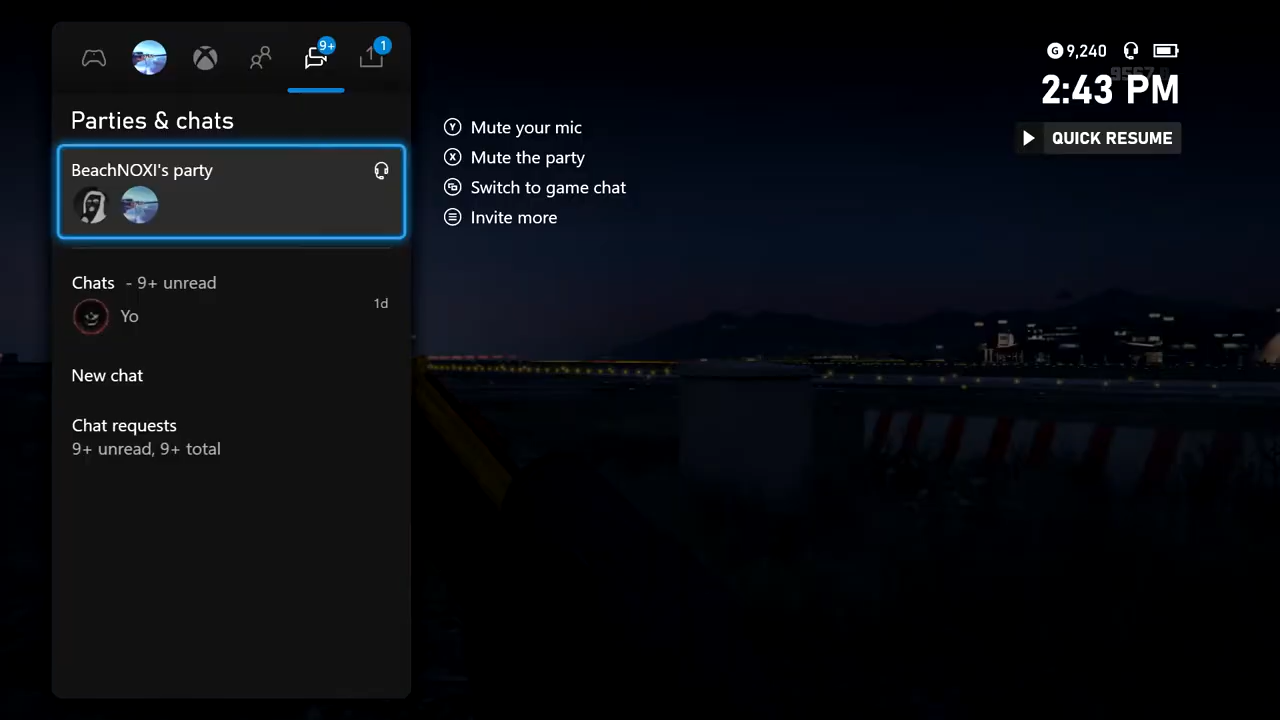 9+
1
Parties & chats
BeachNOXI's party
Chats - 9+ unread
Yo
1d
New chat
Chat requests
9+ unread, 9+ total
Y Mute your mic
X Mute the party
Switch to game chat
Invite more
G 9,240
2:43 PM
QUICK RESUME